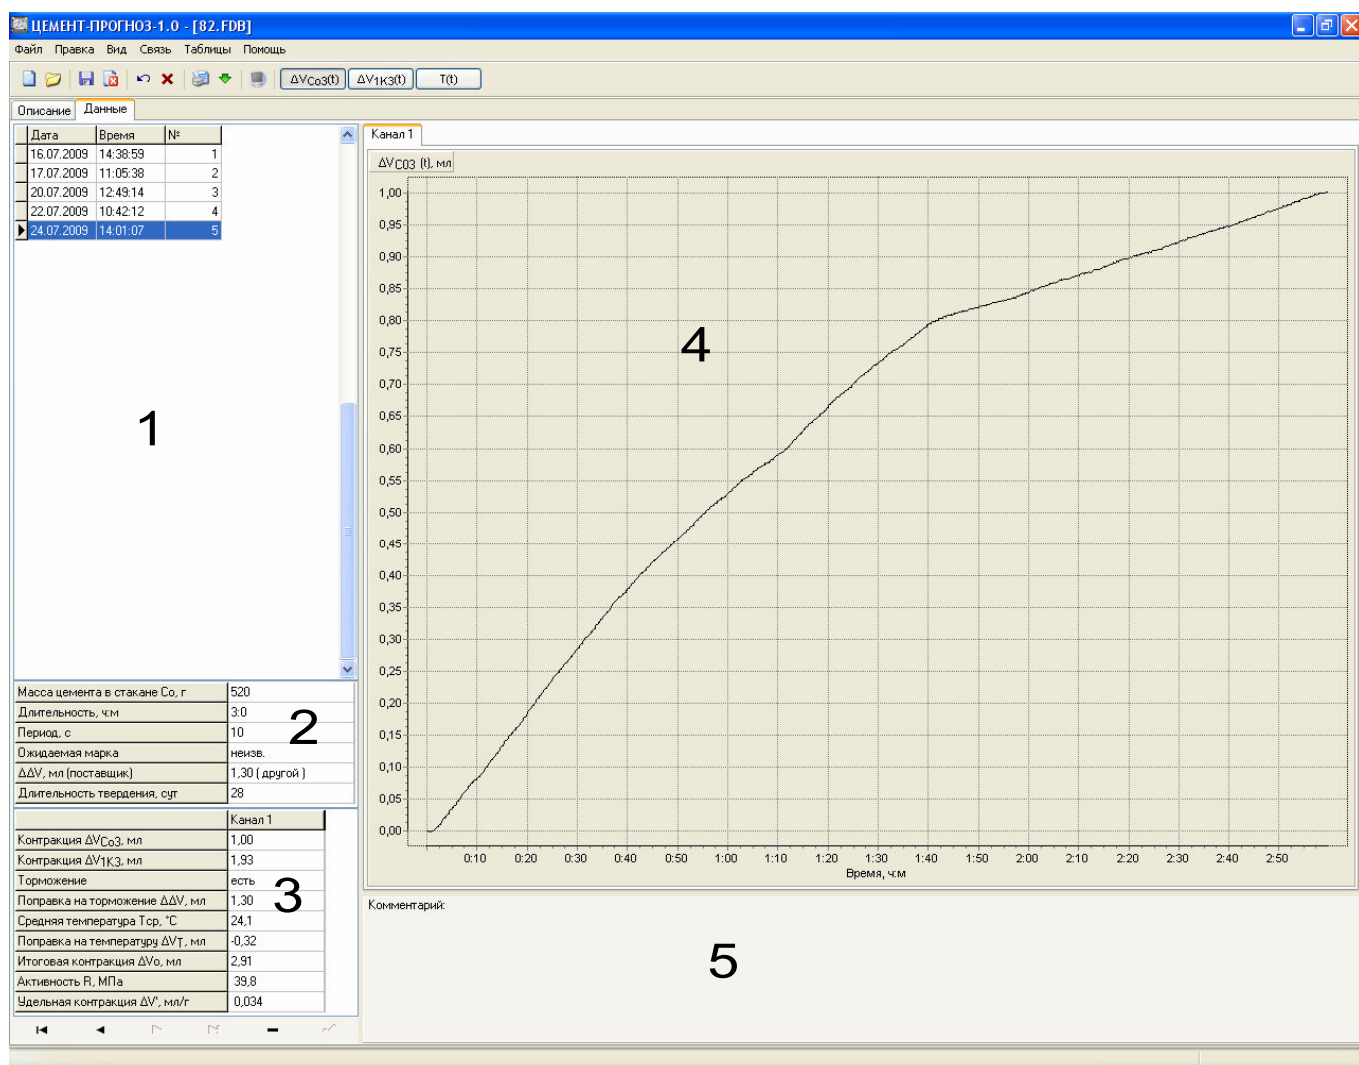 ЦЕМЕНТ-ПРОГНОЗ-1.0 - [82.FDB]
Файл Правка Вид Связь Таблицы Помощь
ΔVCo3(t) ΔV1K3(t) T(t)
Описание Данные
Дата Время №
16.07.2009 14:38:59 1
17.07.2009 11:05:38 2
20.07.2009 12:49:14 3
22.07.2009 10:42:12 4
24.07.2009 14:01:07 5
1
Масса цемента в стакане Co, г 520
Длительность, ч:м 3:0
Период, с 10
Ожидаемая марка неизв.
ΔΔV, мл (поставщик) 1,30 ( другой )
Длительность твердения, сут 28
2
Канал 1
Контракция ΔVCo3, мл 1,00
Контракция ΔV1K3, мл 1,93
Торможение есть
Поправка на торможение ΔΔV, мл 1,30
Средняя температура Tср, °C 24,1
Поправка на температуру ΔVT, мл -0,32
Итоговая контракция ΔVo, мл 2,91
Активность R, МПа 39,8
Удельная контракция ΔV', мл/г 0,034
3
Канал 1
ΔVC03 (t), мл
1,00
0,95
0,90
0,85
0,80
0,75
0,70
0,65
0,60
0,55
0,50
0,45
0,40
0,35
0,30
0,25
0,20
0,15
0,10
0,05
0,00
4
0:10 0:20 0:30 0:40 0:50 1:00 1:10 1:20 1:30 1:40 1:50 2:00 2:10 2:20 2:30 2:40 2:50
Время, ч:м
Комментарий:
5